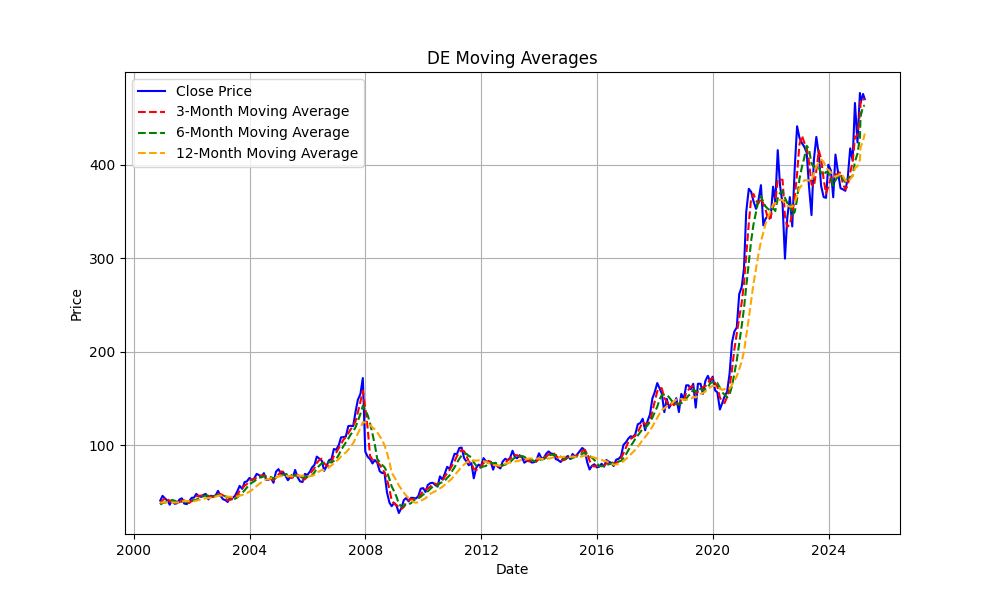 DE Moving Averages
Close Price
3-Month Moving Average
6-Month Moving Average
12-Month Moving Average
400
300
200
100
Price
2000 2004 2008 2012 2016 2020 2024
Date